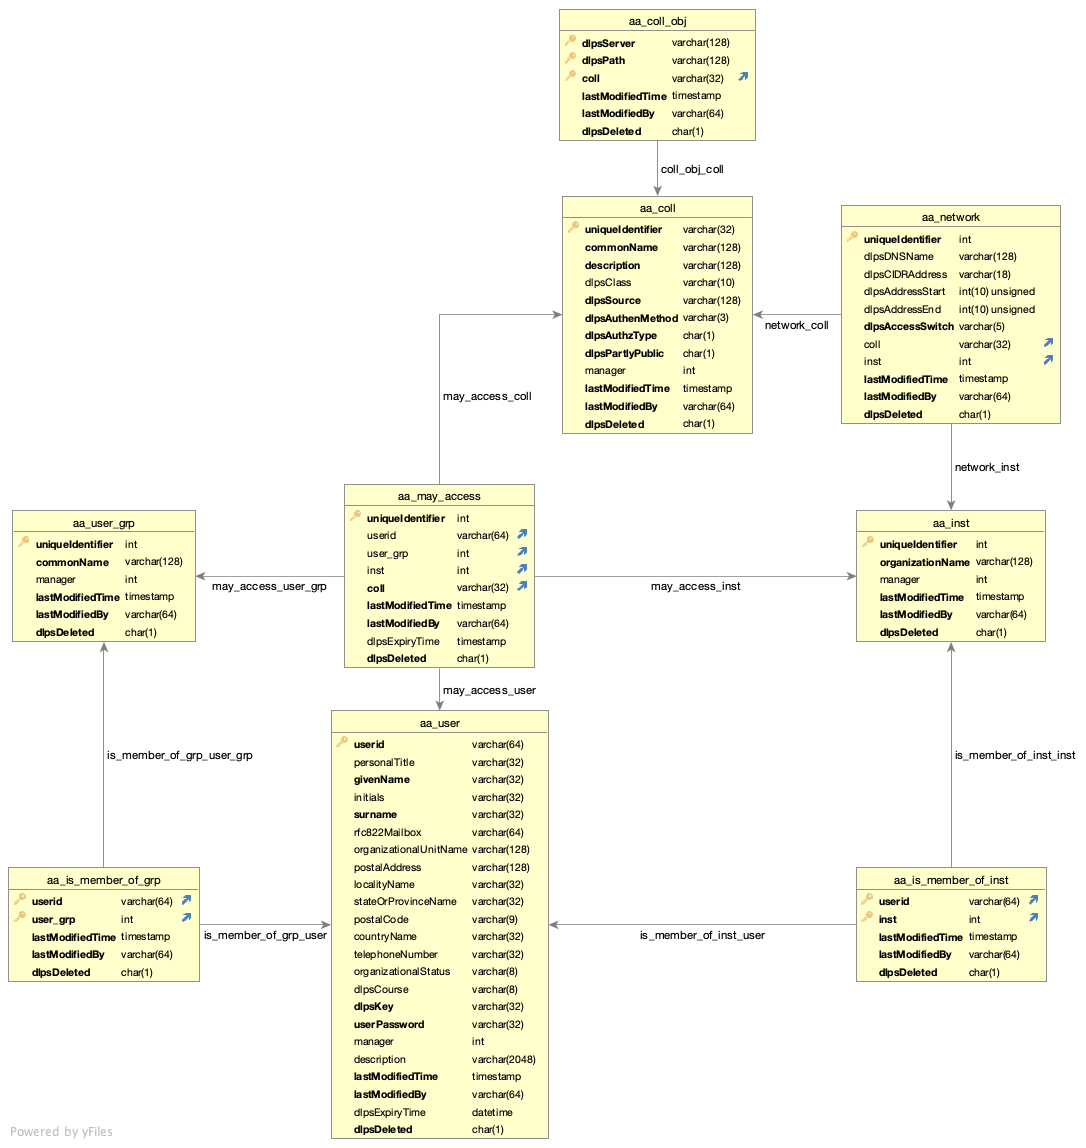 aa_coll_obj
dlpsServer varchar(128)
dlpsPath varchar(128)
coll varchar(32)
lastModifiedTime timestamp
lastModifiedBy varchar(64)
dlpsDeleted char(1)
coll_obj_coll
aa_coll
uniqueIdentifier varchar(32)
commonName varchar(128)
description varchar(128)
dlpsClass varchar(10)
dlpsSource varchar(128)
dlpsAuthenMethod varchar(3)
dlpsAuthzType char(1)
dlpsPartlyPublic char(1)
manager int
lastModifiedTime timestamp
lastModifiedBy varchar(64)
dlpsDeleted char(1)
aa_network
uniqueIdentifier int
dlpsDNSName varchar(128)
dlpsCIDRAddress varchar(18)
dlpsAddressStart int(10) unsigned
dlpsAddressEnd int(10) unsigned
dlpsAccessSwitch varchar(5)
coll varchar(32)
inst int
lastModifiedTime timestamp
lastModifiedBy varchar(64)
dlpsDeleted char(1)
network_coll
may_access_coll
network_inst
aa_may_access
uniqueIdentifier int
userid varchar(64)
user_grp int
inst int
coll varchar(32)
lastModifiedTime timestamp
lastModifiedBy varchar(64)
dlpsExpiryTime timestamp
dlpsDeleted char(1)
aa_user_grp
uniqueIdentifier int
commonName varchar(128)
manager int
lastModifiedTime timestamp
lastModifiedBy varchar(64)
dlpsDeleted char(1)
may_access_user_grp
may_access_inst
aa_inst
uniqueIdentifier int
organizationName varchar(128)
manager int
lastModifiedTime timestamp
lastModifiedBy varchar(64)
dlpsDeleted char(1)
may_access_user
aa_user
userid varchar(64)
personalTitle varchar(32)
givenName varchar(32)
initials varchar(32)
surname varchar(32)
rfc822Mailbox varchar(64)
organizationalUnitName varchar(128)
postalAddress varchar(128)
localityName varchar(32)
stateOrProvinceName varchar(32)
postalCode varchar(9)
countryName varchar(32)
telephoneNumber varchar(32)
organizationalStatus varchar(8)
dlpsCourse varchar(8)
dlpsKey varchar(32)
userPassword varchar(32)
manager int
description varchar(2048)
lastModifiedTime timestamp
lastModifiedBy varchar(64)
dlpsExpiryTime datetime
dlpsDeleted char(1)
is_member_of_grp_user_grp
is_member_of_inst_inst
aa_is_member_of_grp
userid varchar(64)
user_grp int
lastModifiedTime timestamp
lastModifiedBy varchar(64)
dlpsDeleted char(1)
is_member_of_grp_user
is_member_of_inst_user
aa_is_member_of_inst
userid varchar(64)
inst int
lastModifiedTime timestamp
lastModifiedBy varchar(64)
dlpsDeleted char(1)
Powered by yFiles